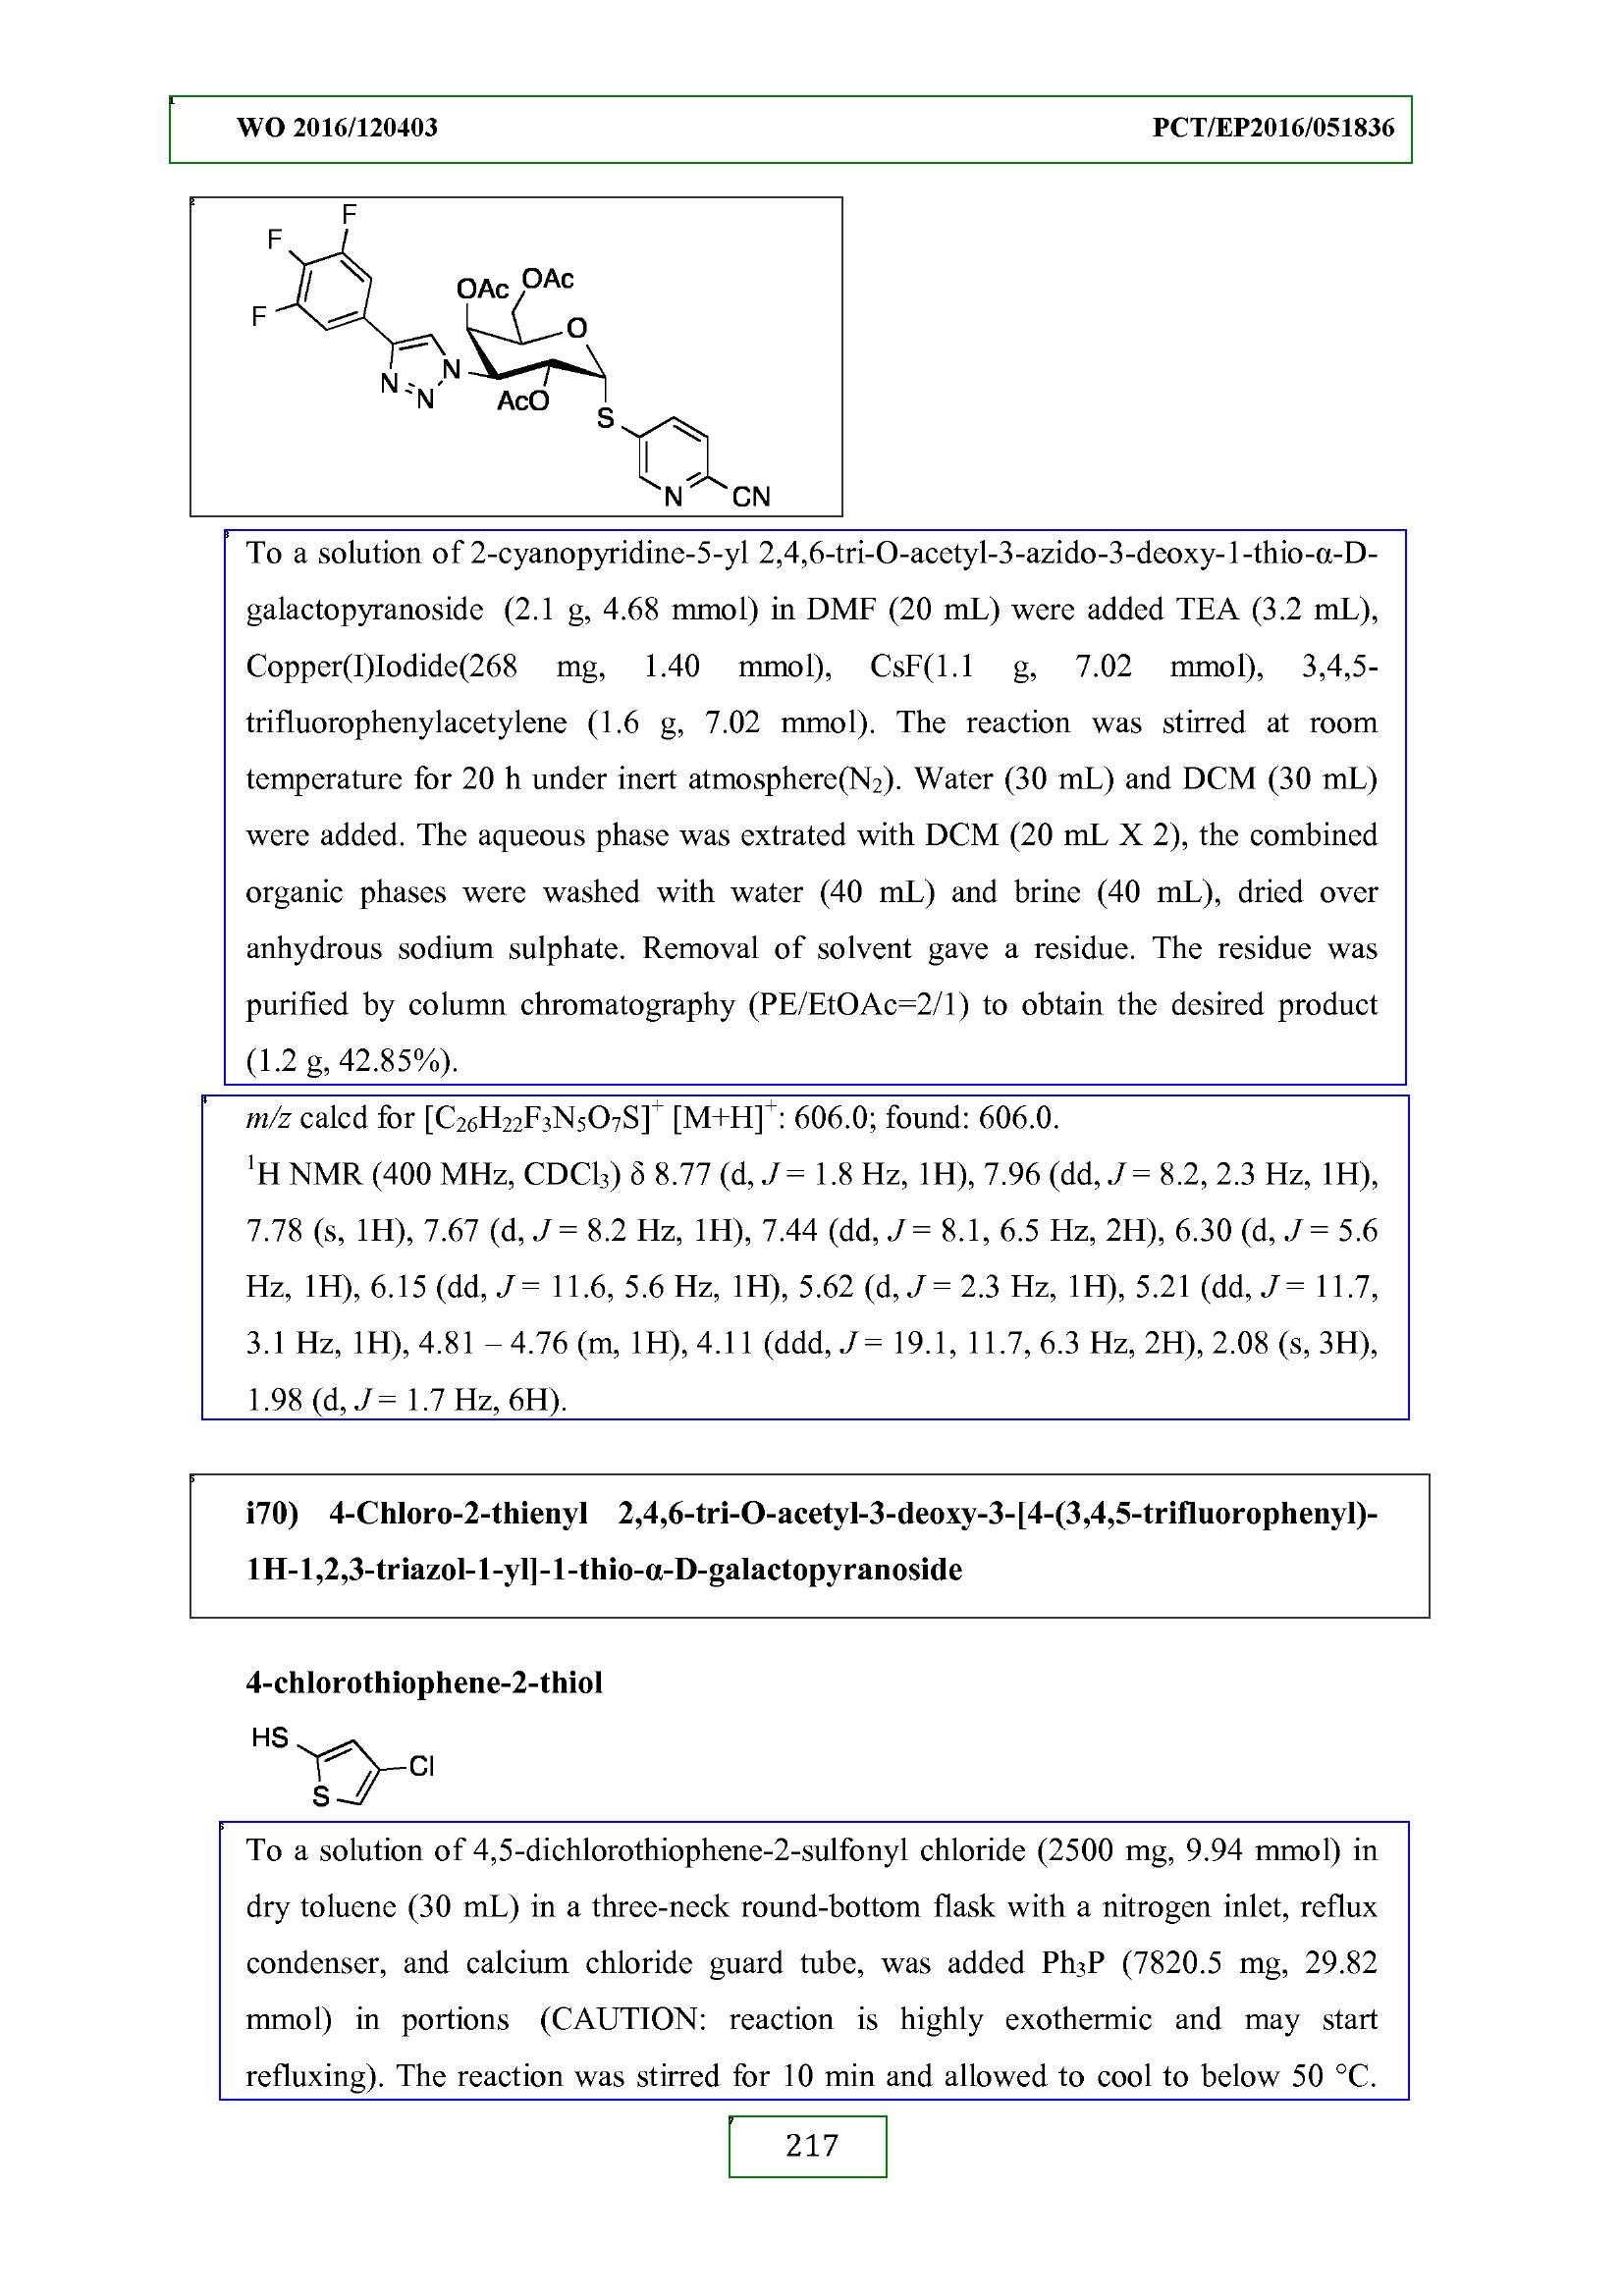 1
WO 2016/120403 PCT/EP2016/051836
2
F
F
F
OAc
OAc
O
N
N
N
AcO
S
N
CN
3
To a solution of 2-cyanopyridine-5-yl 2,4,6-tri-O-acetyl-3-azido-3-deoxy-1-thio-α-D-
galactopyranoside (2.1 g, 4.68 mmol) in DMF (20 mL) were added TEA (3.2 mL),
Copper(I)Iodide(268 mg, 1.40 mmol), CsF(1.1 g, 7.02 mmol), 3,4,5-
trifluorophenylacetylene (1.6 g, 7.02 mmol). The reaction was stirred at room
temperature for 20 h under inert atmosphere(N₂). Water (30 mL) and DCM (30 mL)
were added. The aqueous phase was extrated with DCM (20 mL X 2), the combined
organic phases were washed with water (40 mL) and brine (40 mL), dried over
anhydrous sodium sulphate. Removal of solvent gave a residue. The residue was
purified by column chromatography (PE/EtOAc=2/1) to obtain the desired product
(1.2 g, 42.85%).
4
m/z calcd for [C₂₆H₂₂F₃N₅O₇S]⁺ [M+H]⁺: 606.0; found: 606.0.
¹H NMR (400 MHz, CDCl₃) δ 8.77 (d, J = 1.8 Hz, 1H), 7.96 (dd, J = 8.2, 2.3 Hz, 1H),
7.78 (s, 1H), 7.67 (d, J = 8.2 Hz, 1H), 7.44 (dd, J = 8.1, 6.5 Hz, 2H), 6.30 (d, J = 5.6
Hz, 1H), 6.15 (dd, J = 11.6, 5.6 Hz, 1H), 5.62 (d, J = 2.3 Hz, 1H), 5.21 (dd, J = 11.7,
3.1 Hz, 1H), 4.81 – 4.76 (m, 1H), 4.11 (ddd, J = 19.1, 11.7, 6.3 Hz, 2H), 2.08 (s, 3H),
1.98 (d, J = 1.7 Hz, 6H).
5
i70) 4-Chloro-2-thienyl 2,4,6-tri-O-acetyl-3-deoxy-3-[4-(3,4,5-trifluorophenyl)-
1H-1,2,3-triazol-1-yl]-1-thio-α-D-galactopyranoside
4-chlorothiophene-2-thiol
HS
Cl
S
6
To a solution of 4,5-dichlorothiophene-2-sulfonyl chloride (2500 mg, 9.94 mmol) in
dry toluene (30 mL) in a three-neck round-bottom flask with a nitrogen inlet, reflux
condenser, and calcium chloride guard tube, was added Ph₃P (7820.5 mg, 29.82
mmol) in portions (CAUTION: reaction is highly exothermic and may start
refluxing). The reaction was stirred for 10 min and allowed to cool to below 50 °C.
7
217